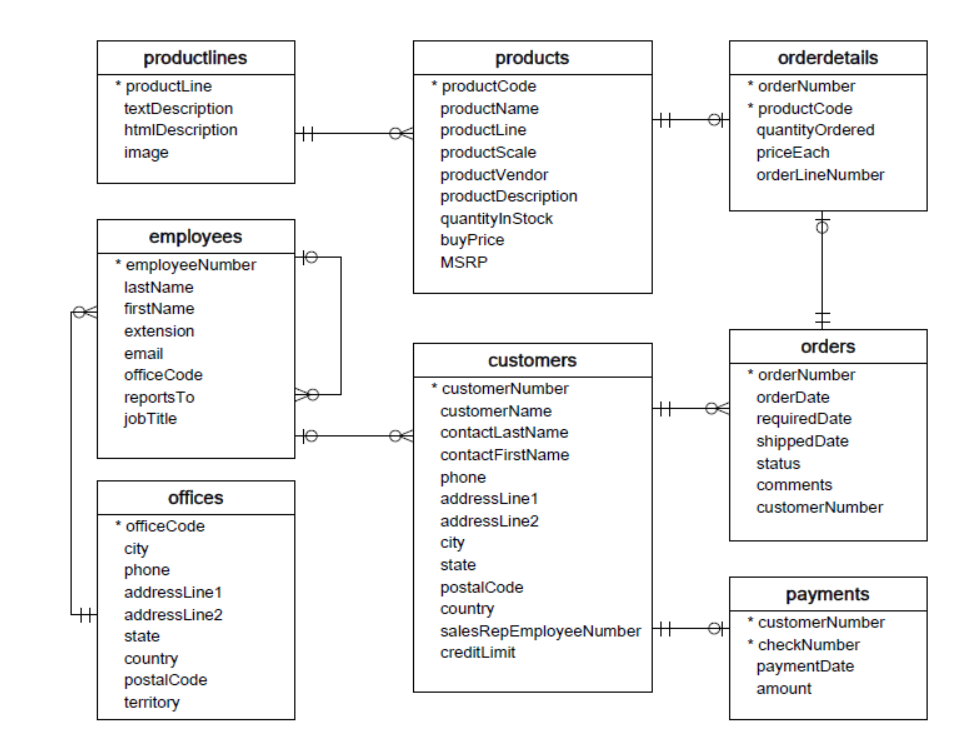 productlines
* productLine
textDescription
htmlDescription
image
products
* productCode
productName
productLine
productScale
productVendor
productDescription
quantityInStock
buyPrice
MSRP
orderdetails
* orderNumber
* productCode
quantityOrdered
priceEach
orderLineNumber
employees
* employeeNumber
lastName
firstName
extension
email
officeCode
reportsTo
jobTitle
customers
* customerNumber
customerName
contactLastName
contactFirstName
phone
addressLine1
addressLine2
city
state
postalCode
country
salesRepEmployeeNumber
creditLimit
orders
* orderNumber
orderDate
requiredDate
shippedDate
status
comments
customerNumber
offices
* officeCode
city
phone
addressLine1
addressLine2
state
country
postalCode
territory
payments
* customerNumber
* checkNumber
paymentDate
amount